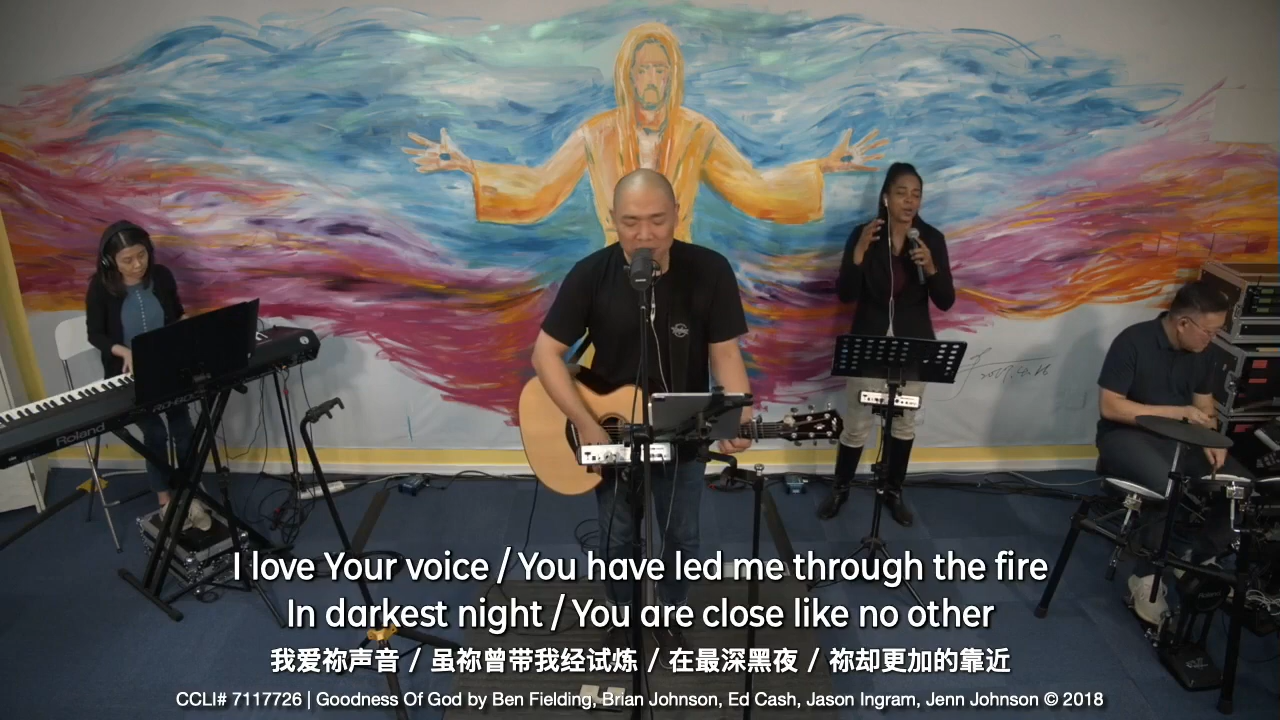 Roland
I love Your voice / You have led me through the fire
In darkest night / You are close like no other
我爱祢声音 / 虽祢曾带我经试炼 / 在最深黑夜 / 祢却更加的靠近
CCLI# 7117726 | Goodness Of God by Ben Fielding, Brian Johnson, Ed Cash, Jason Ingram, Jenn Johnson © 2018